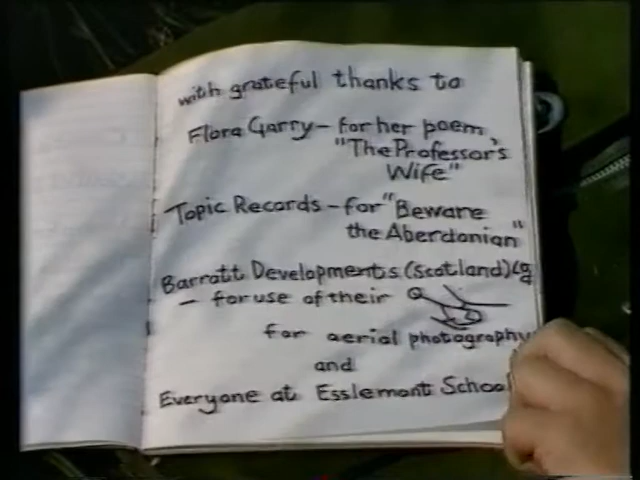 with grateful thanks to
Flora Garry - for her poem,
"The Professor's
Wife"
Topic Records - for "Beware
the Aberdonian"
Barratt Developments (Scotland)
- for use of their
for aerial photography
and
Everyone at Esslemont School